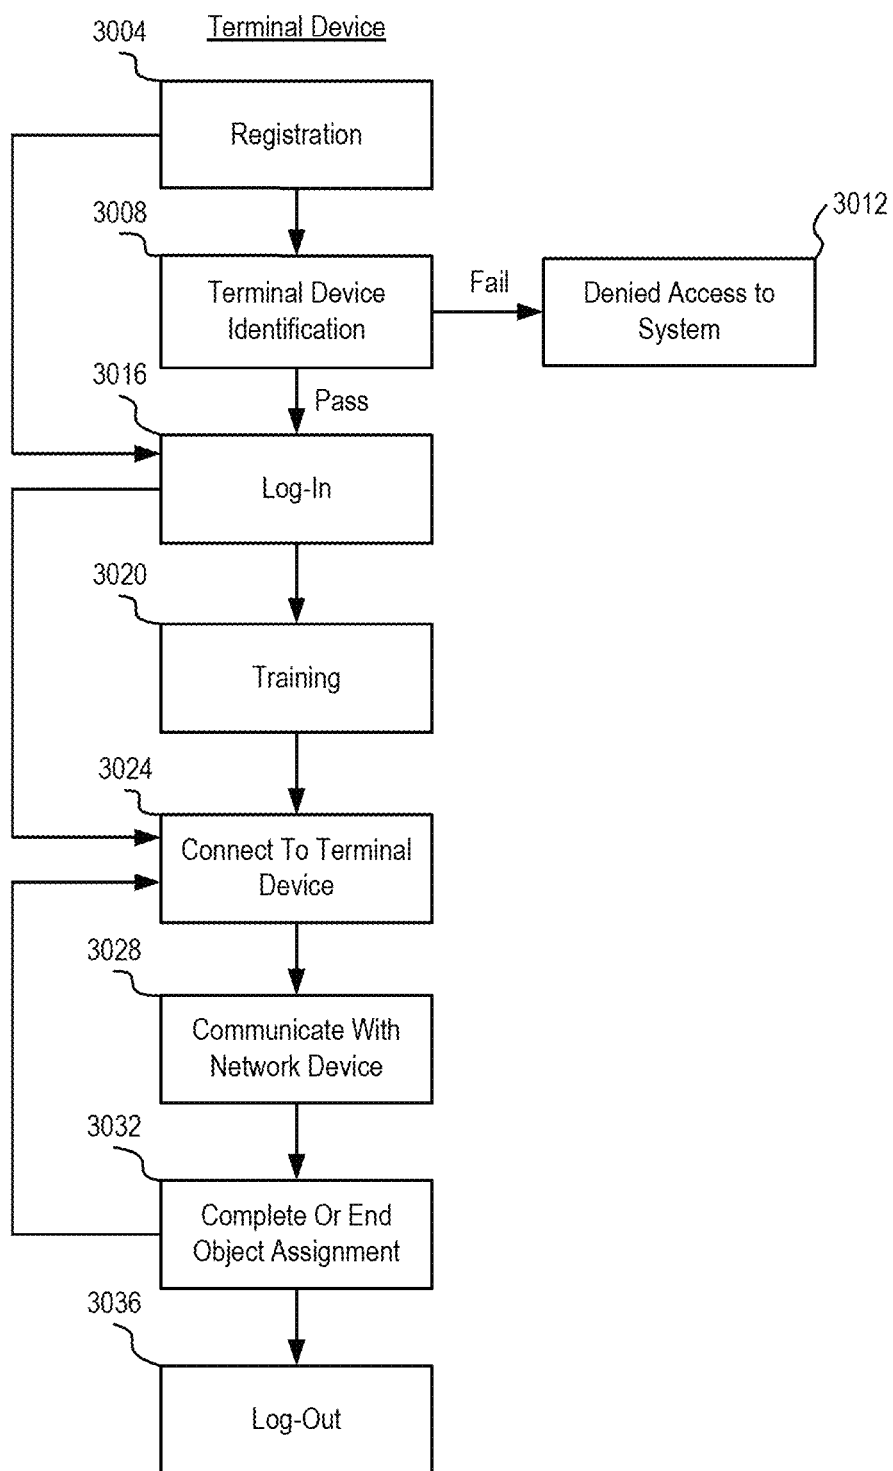 Terminal Device
3004
Registration
3008
Terminal Device
Identification
Fail
3012
Denied Access to
System
Pass
3016
Log-In
3020
Training
3024
Connect To Terminal
Device
3028
Communicate With
Network Device
3032
Complete Or End
Object Assignment
3036
Log-Out